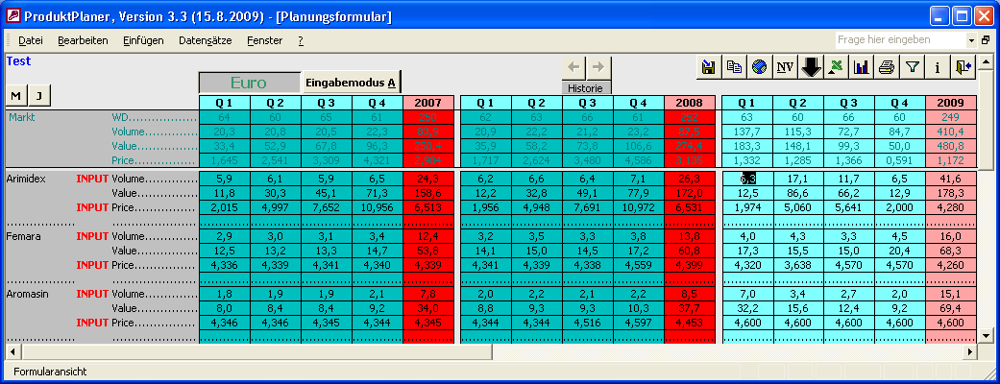 ProduktPlaner, Version 3.3 (15.8.2009) - [Planungsformular]
Datei Bearbeiten Einfügen Datensätze Fenster ? Frage hier eingeben
Test
Euro Eingabemodus A Historie NV i
M J
Q 1 Q 2 Q 3 Q 4 2007 Q 1 Q 2 Q 3 Q 4 2008 Q 1 Q 2 Q 3 Q 4 2009
Markt WD 64 60 65 61 62 63 66 61 63 60 66 60 249
Volume 20,3 20,8 20,5 22,3 20,9 22,2 21,2 23,2 137,7 115,3 72,7 84,7 410,4
Value 33,4 52,9 67,8 96,3 35,9 58,2 73,8 106,6 183,3 148,1 99,3 50,0 480,8
Price 1,645 2,541 3,309 4,321 1,717 2,624 3,480 4,586 1,332 1,285 1,366 0,591 1,172
Arimidex INPUT Volume 5,9 6,1 5,9 6,5 24,3 6,2 6,6 6,4 7,1 26,3 6,3 17,1 11,7 6,5 41,6
Value 11,8 30,3 45,1 71,3 158,6 12,2 32,8 49,1 77,9 172,0 12,5 86,6 66,2 12,9 178,3
INPUT Price 2,015 4,997 7,652 10,956 6,513 1,956 4,948 7,691 10,972 6,531 1,974 5,060 5,641 2,000 4,280
Femara INPUT Volume 2,9 3,0 3,1 3,4 12,4 3,2 3,5 3,3 3,8 13,8 4,0 4,3 3,3 4,5 16,0
Value 12,5 13,2 13,3 14,7 53,8 14,1 15,0 14,5 17,2 60,8 17,3 15,5 15,0 20,4 68,3
INPUT Price 4,336 4,339 4,341 4,340 4,339 4,341 4,339 4,338 4,559 4,399 4,320 3,638 4,570 4,570 4,260
Aromasin INPUT Volume 1,8 1,9 1,9 2,1 7,8 2,0 2,2 2,1 2,2 8,5 7,0 3,4 2,7 2,0 15,1
Value 8,0 8,4 8,4 9,2 34,0 8,8 9,3 9,3 10,3 37,7 32,2 15,6 12,4 9,2 69,4
INPUT Price 4,346 4,346 4,345 4,344 4,345 4,344 4,344 4,516 4,597 4,453 4,600 4,600 4,600 4,600 4,600
Formularansicht